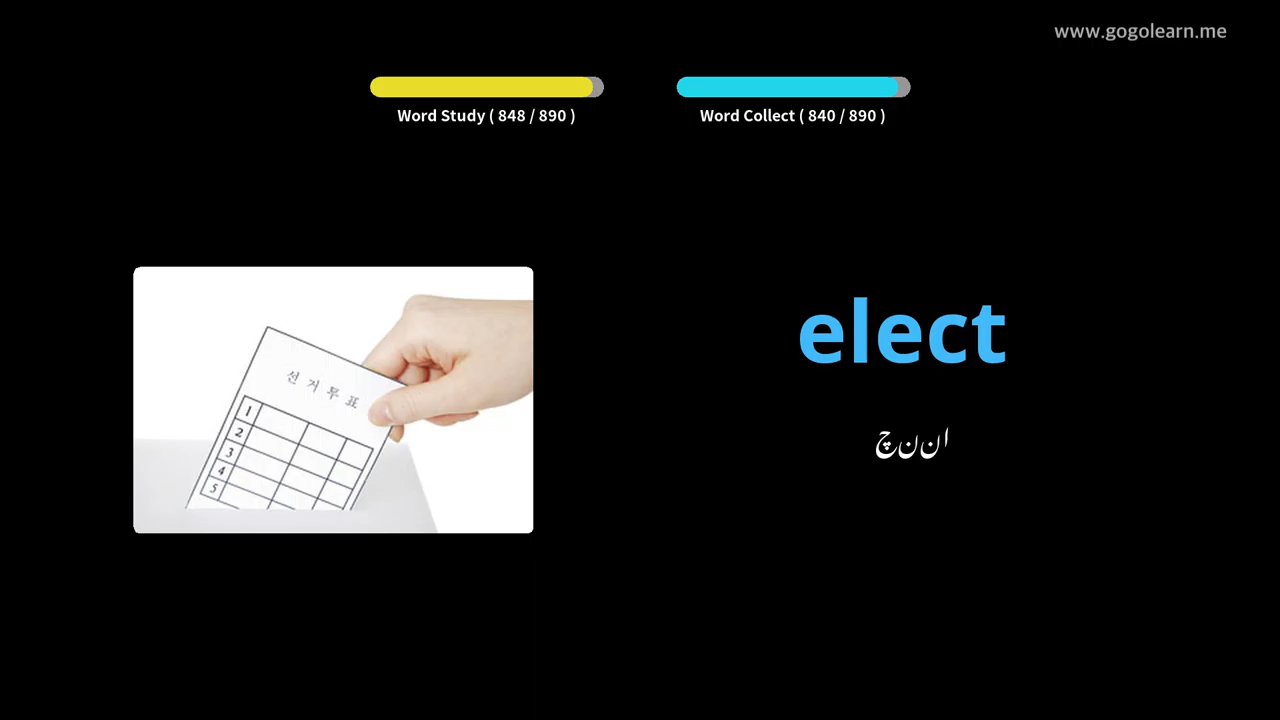 www.gogolearn.me
Word Study ( 848 / 890 )
Word Collect ( 840 / 890 )
elect
ا ن ن چ
선거투표
1
2
3
4
5